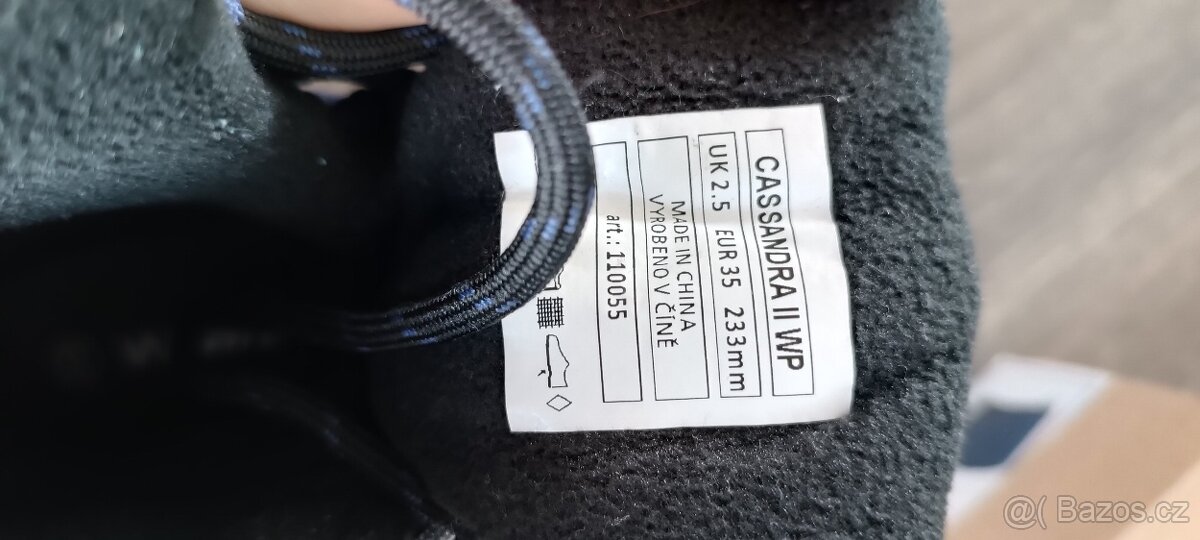 CASSANDRA II WP
UK 2.5 EUR 35 233mm
MADE IN CHINA
VYROBENO V ČÍNĚ
art.: 110055
@( Bazos.cz